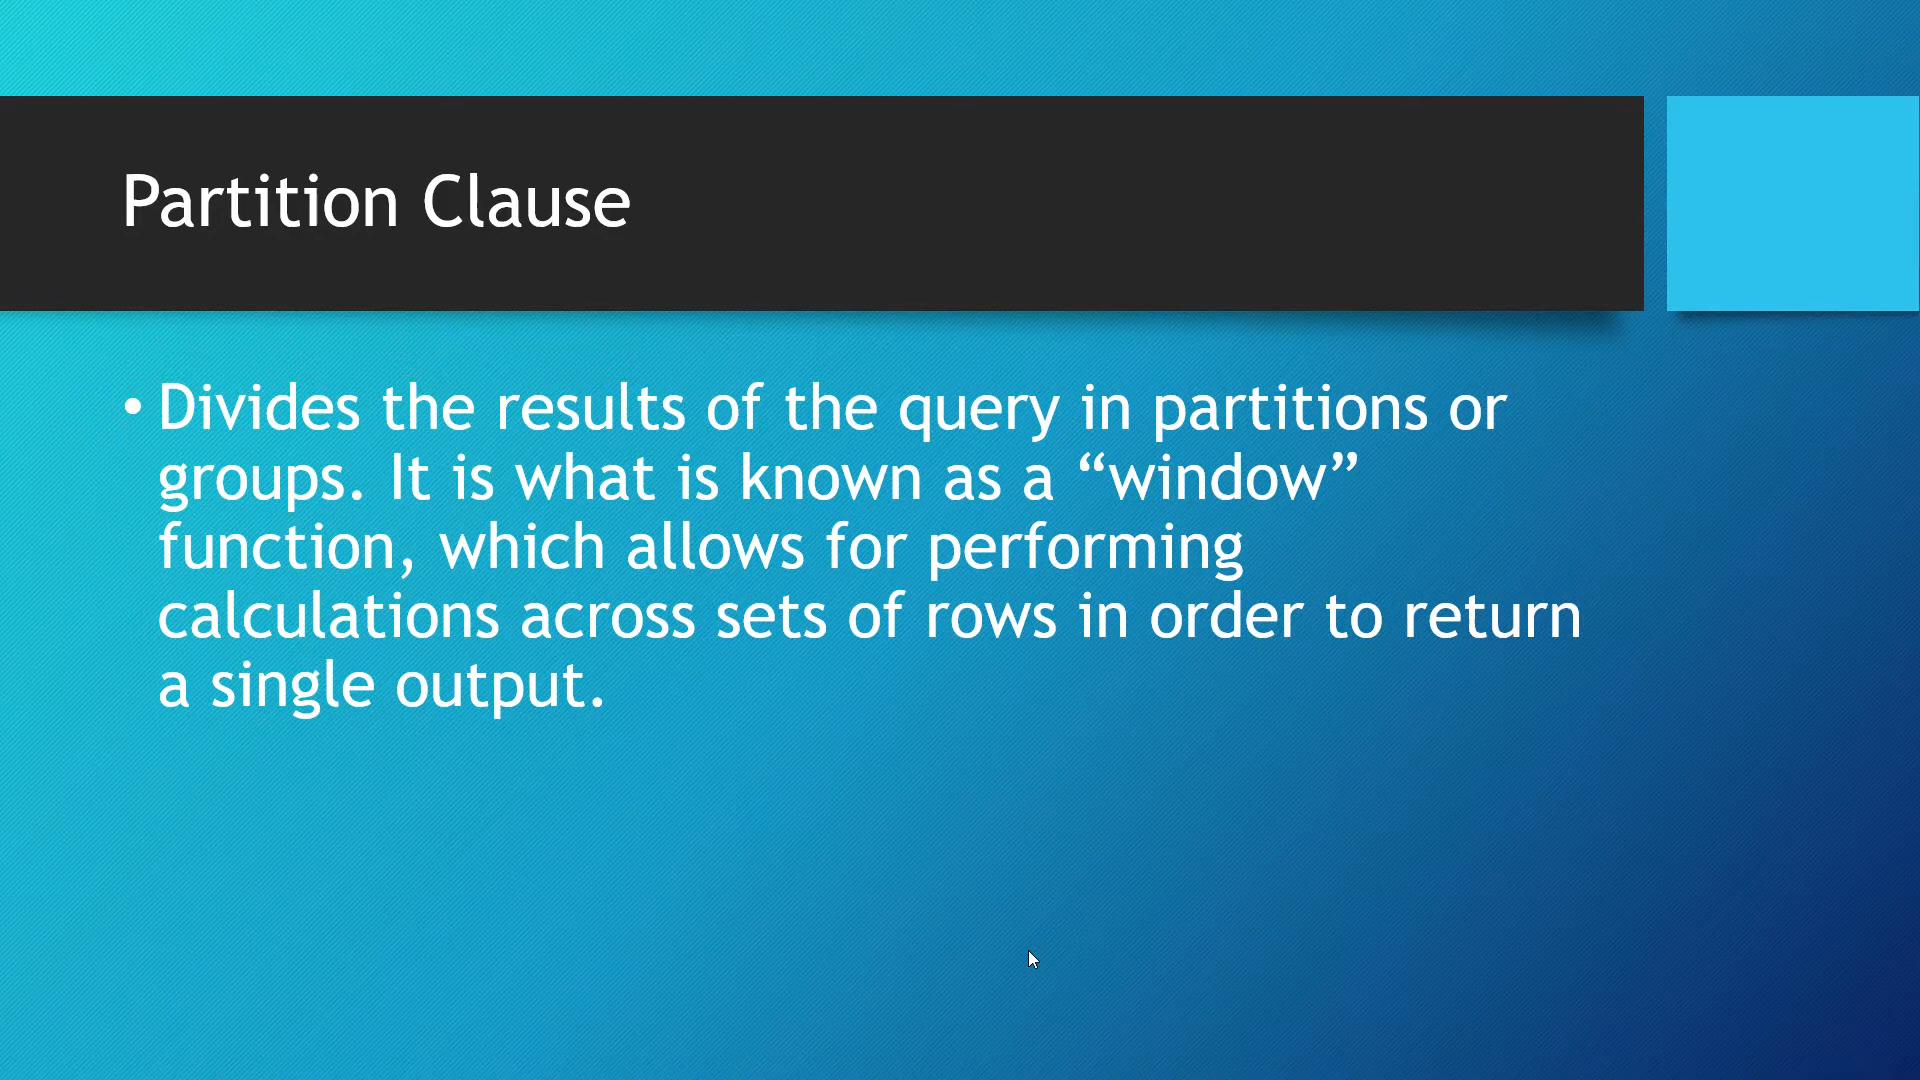 Partition Clause
• Divides the results of the query in partitions or
groups. It is what is known as a “window”
function, which allows for performing
calculations across sets of rows in order to return
a single output.